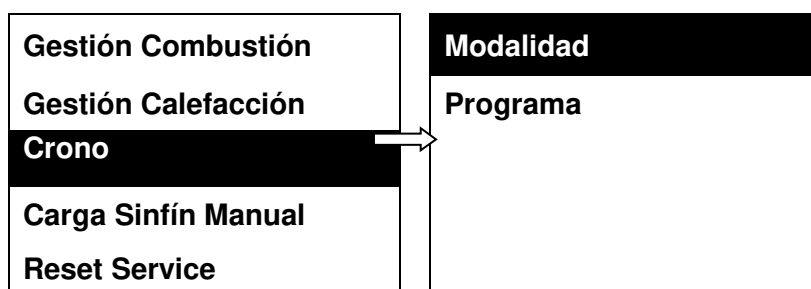 Gestión Combustión
Gestión Calefacción
Crono
Carga Sinfín Manual
Reset Service
Modalidad
Programa